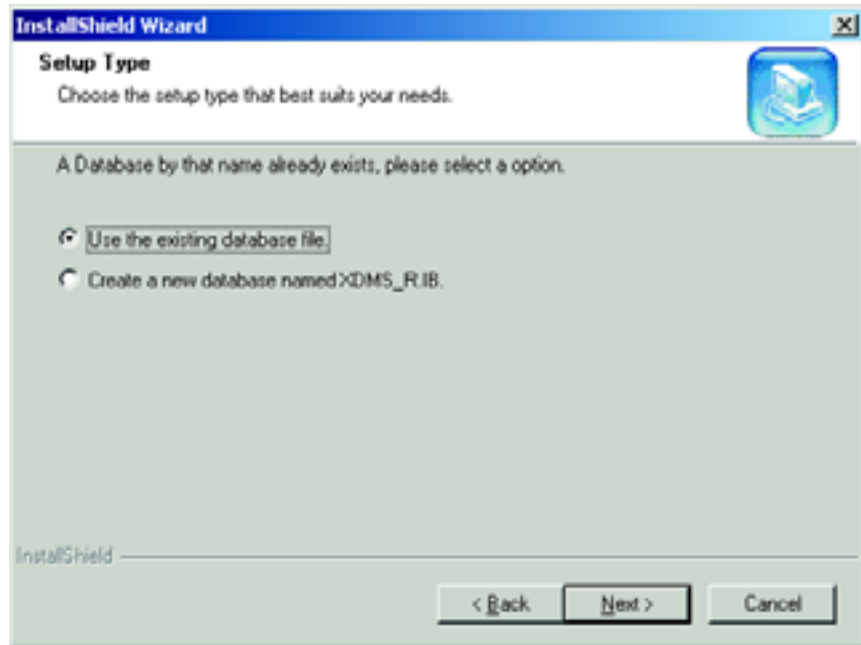 InstallShield Wizard
Setup Type
Choose the setup type that best suits your needs.
A Database by that name already exists, please select a option.
Use the existing database file.
Create a new database named XDMS_R.IB.
InstallShield
< Back
Next >
Cancel